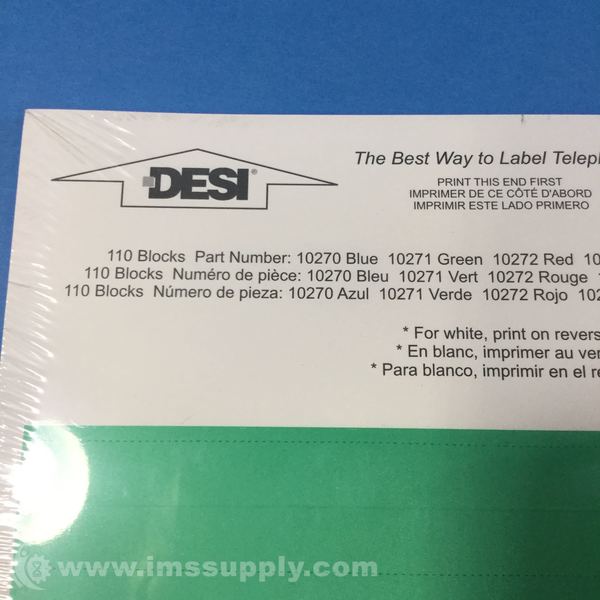 DESI®
The Best Way to Label
PRINT THIS END FIRST
IMPRIMER DE CE CÔTÉ D'ABORD
IMPRIMIR ESTE LADO PRIMERO
110 Blocks Part Number: 10270 Blue 10271 Green 10272 Red
110 Blocks Numéro de pièce: 10270 Bleu 10271 Vert 10272 Rouge
110 Blocks Número de pieza: 10270 Azul 10271 Verde 10272 Rojo
* For white, print on
* En blanc, imprimer au
* Para blanco, imprimir en el
www.imssupply.com